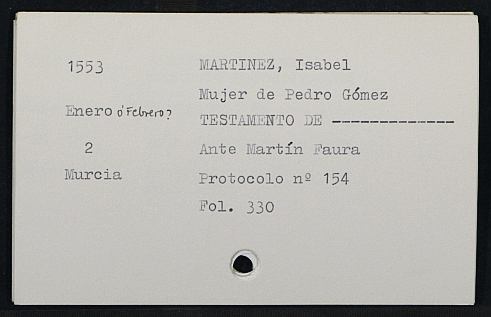 1553
MARTINEZ, Isabel
Mujer de Pedro Gómez
Enero ó Febrero?
TESTAMENTO DE -------------
2
Ante Martín Faura
Murcia
Protocolo nº 154
Fol. 330